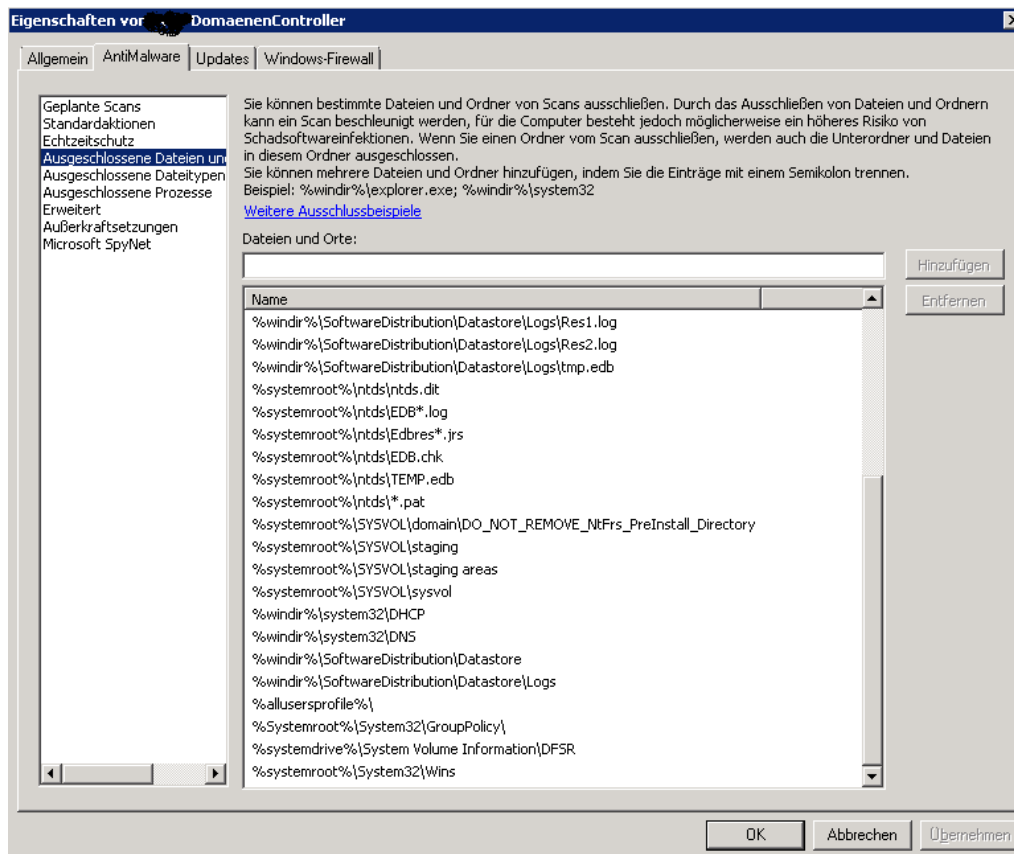 Eigenschaften von DomaenenController
Allgemein AntiMalware Updates Windows-Firewall
Geplante Scans
Standardaktionen
Echtzeitschutz
Ausgeschlossene Dateien und
Ausgeschlossene Dateitypen
Ausgeschlossene Prozesse
Erweitert
Außerkraftsetzungen
Microsoft SpyNet
Sie können bestimmte Dateien und Ordner von Scans ausschließen. Durch das Ausschließen von Dateien und Ordnern
kann ein Scan beschleunigt werden, für die Computer besteht jedoch möglicherweise ein höheres Risiko von
Schadsoftwareinfektionen. Wenn Sie einen Ordner vom Scan ausschließen, werden auch die Unterordner und Dateien
in diesem Ordner ausgeschlossen.
Sie können mehrere Dateien und Ordner hinzufügen, indem Sie die Einträge mit einem Semikolon trennen.
Beispiel: %windir%\explorer.exe; %windir%\system32
Weitere Ausschlussbeispiele
Dateien und Orte:
Hinzufügen
Entfernen
Name
%windir%\SoftwareDistribution\Datastore\Logs\Res1.log
%windir%\SoftwareDistribution\Datastore\Logs\Res2.log
%windir%\SoftwareDistribution\Datastore\Logs\tmp.edb
%systemroot%\ntds\ntds.dit
%systemroot%\ntds\EDB*.log
%systemroot%\ntds\Edbres*.jrs
%systemroot%\ntds\EDB.chk
%systemroot%\ntds\TEMP.edb
%systemroot%\ntds\*.pat
%systemroot%\SYSVOL\domain\DO_NOT_REMOVE_NtFrs_PreInstall_Directory
%systemroot%\SYSVOL\staging
%systemroot%\SYSVOL\staging areas
%systemroot%\SYSVOL\sysvol
%windir%\system32\DHCP
%windir%\system32\DNS
%windir%\SoftwareDistribution\Datastore
%windir%\SoftwareDistribution\Datastore\Logs
%allusersprofile%\
%Systemroot%\System32\GroupPolicy\
%systemdrive%\System Volume Information\DFSR
%systemroot%\System32\Wins
OK Abbrechen Übernehmen